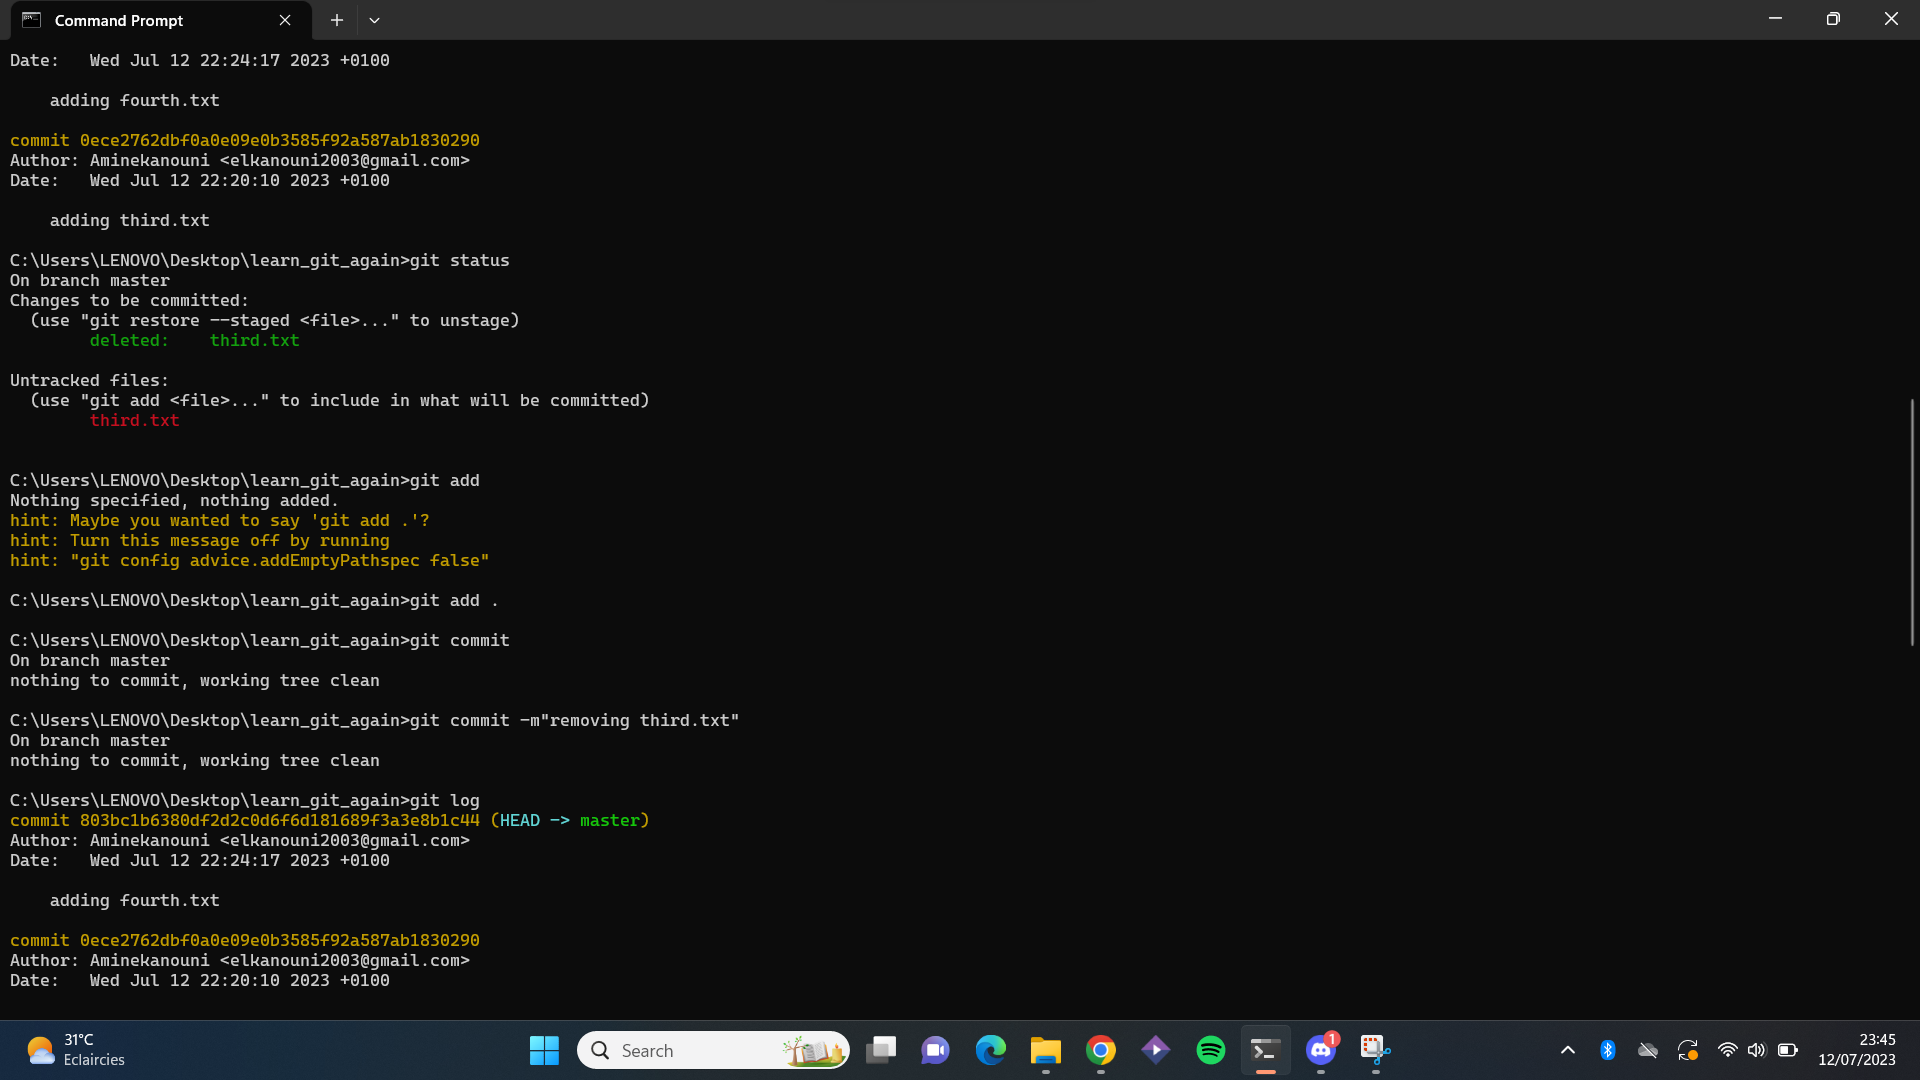 Command Prompt
Date:   Wed Jul 12 22:24:17 2023 +0100
    adding fourth.txt
commit 0ece2762dbf0a0e09e0b3585f92a587ab1830290
Author: Aminekanouni <elkanouni2003@gmail.com>
Date:   Wed Jul 12 22:20:10 2023 +0100
    adding third.txt
C:\Users\LENOVO\Desktop\learn_git_again>git status
On branch master
Changes to be committed:
  (use "git restore --staged <file>..." to unstage)
        deleted:    third.txt
Untracked files:
  (use "git add <file>..." to include in what will be committed)
        third.txt
C:\Users\LENOVO\Desktop\learn_git_again>git add
Nothing specified, nothing added.
hint: Maybe you wanted to say 'git add .'?
hint: Turn this message off by running
hint: "git config advice.addEmptyPathspec false"
C:\Users\LENOVO\Desktop\learn_git_again>git add .
C:\Users\LENOVO\Desktop\learn_git_again>git commit
On branch master
nothing to commit, working tree clean
C:\Users\LENOVO\Desktop\learn_git_again>git commit -m"removing third.txt"
On branch master
nothing to commit, working tree clean
C:\Users\LENOVO\Desktop\learn_git_again>git log
commit 803bc1b6380df2d2c0d6f6d181689f3a3e8b1c44 (HEAD -> master)
Author: Aminekanouni <elkanouni2003@gmail.com>
Date:   Wed Jul 12 22:24:17 2023 +0100
    adding fourth.txt
commit 0ece2762dbf0a0e09e0b3585f92a587ab1830290
Author: Aminekanouni <elkanouni2003@gmail.com>
Date:   Wed Jul 12 22:20:10 2023 +0100
31°C
Eclaircies
Search
1
23:45
12/07/2023